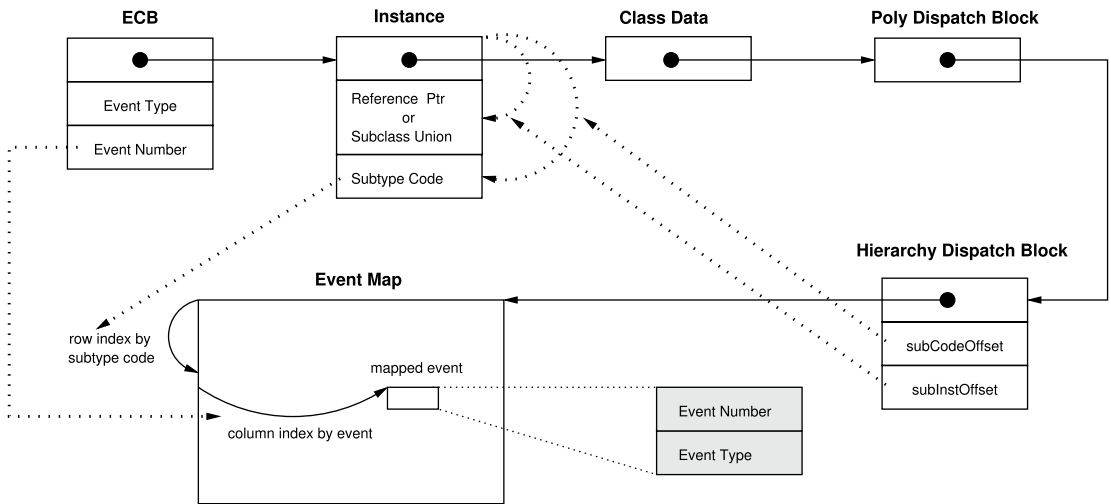 ECB
Instance
Class Data
Poly Dispatch Block
Event Type
Event Number
Reference Ptr
or
Subclass Union
Subtype Code
Hierarchy Dispatch Block
subCodeOffset
subInstOffset
Event Map
row index by
subtype code
mapped event
column index by event
Event Number
Event Type